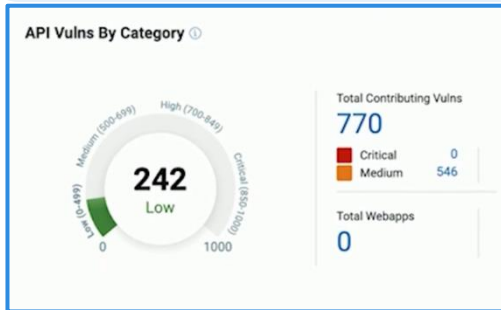 API Vulns By Category
High (700-849)
Medium (500-699)
Critical (850-1000)
Low (0-499)
242
Low
0
1000
Total Contributing Vulns
770
Critical 0
Medium 546
Total Webapps
0